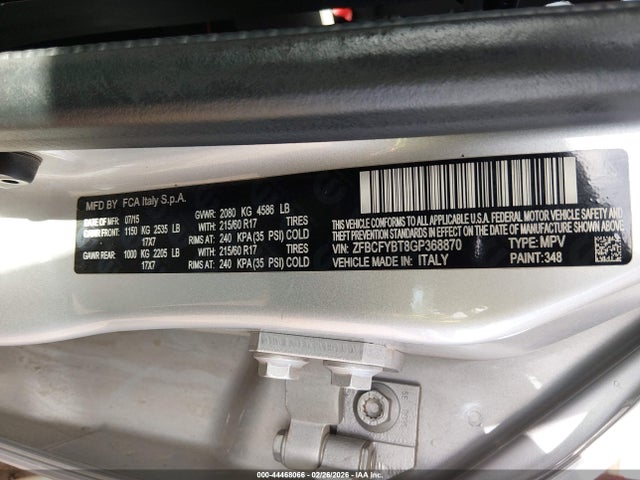 MFD BY FCA Italy S.p.A.
DATE OF MFR: 07/15 GVWR: 2080 KG 4586 LB
GAWR FRONT: 1150 KG 2535 LB WITH: 215/60 R17 TIRES
17X7 RIMS AT: 240 KPA (35 PSI) COLD
GAWR REAR: 1000 KG 2205 LB WITH: 215/60 R17 TIRES
17X7 RIMS AT: 240 KPA (35 PSI) COLD
THIS VEHICLE CONFORMS TO ALL APPLICABLE U.S.A. FEDERAL MOTOR VEHICLE SAFETY, BUMPER AND
THEFT PREVENTION STANDARDS IN EFFECT ON THE DATE OF MANUFACTURE SHOWN ABOVE
VIN: ZFBCFYBT8GP368870 TYPE: MPV
VEHICLE MADE IN: ITALY PAINT: 348
000-44468066 - 02/26/2026 - IAA Inc.